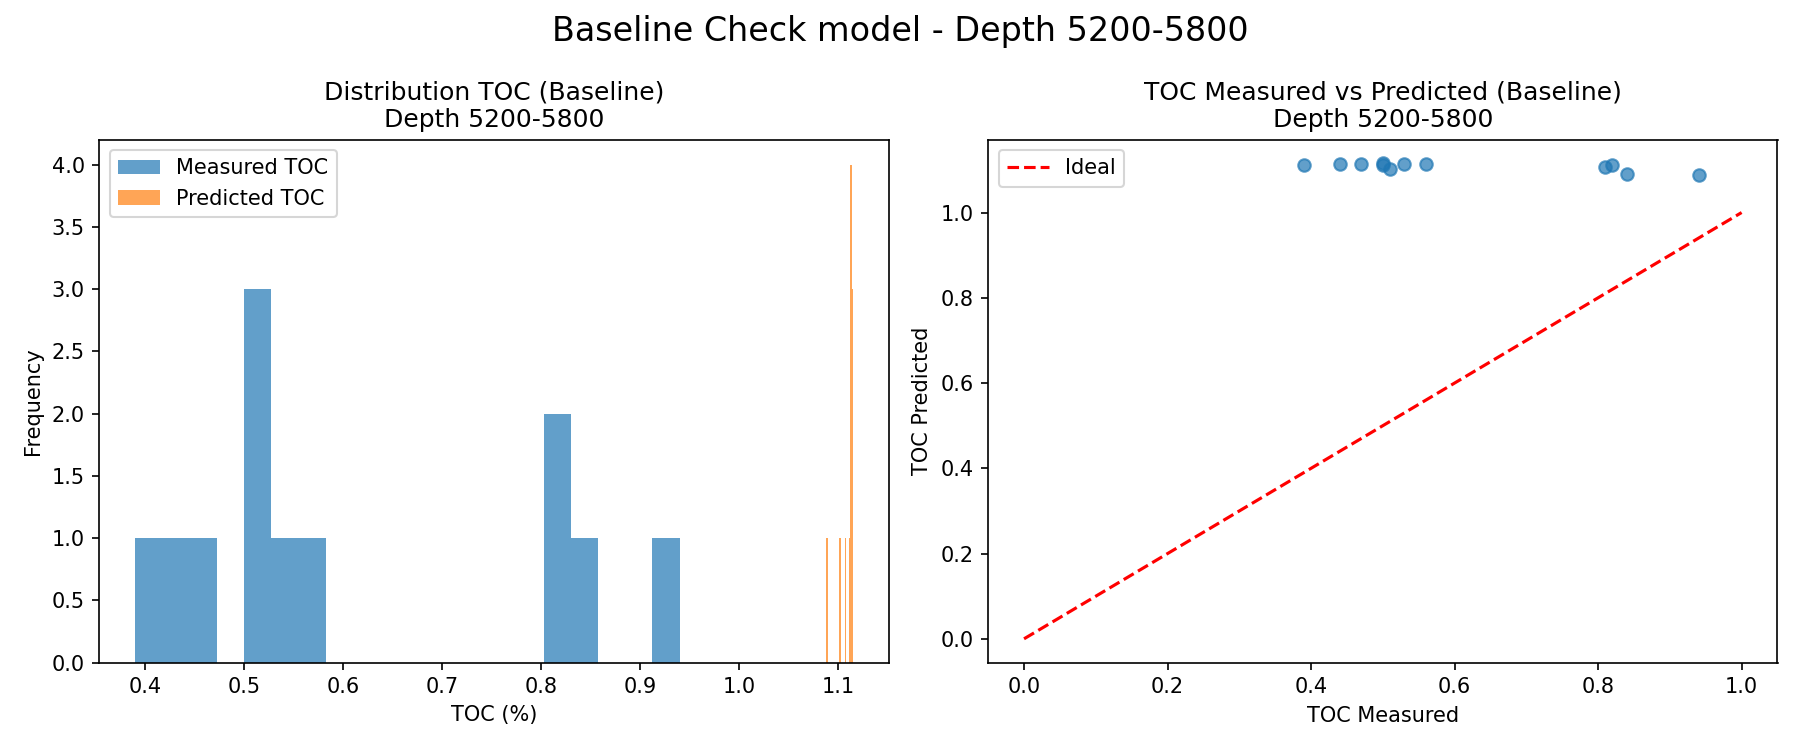 Baseline Check model - Depth 5200-5800
Distribution TOC (Baseline)
Depth 5200-5800
Measured TOC
Predicted TOC
Frequency
4.0
3.5
3.0
2.5
2.0
1.5
1.0
0.5
0.0
0.4 0.5 0.6 0.7 0.8 0.9 1.0 1.1
TOC (%)
TOC Measured vs Predicted (Baseline)
Depth 5200-5800
Ideal
TOC Predicted
1.0
0.8
0.6
0.4
0.2
0.0
0.0 0.2 0.4 0.6 0.8 1.0
TOC Measured